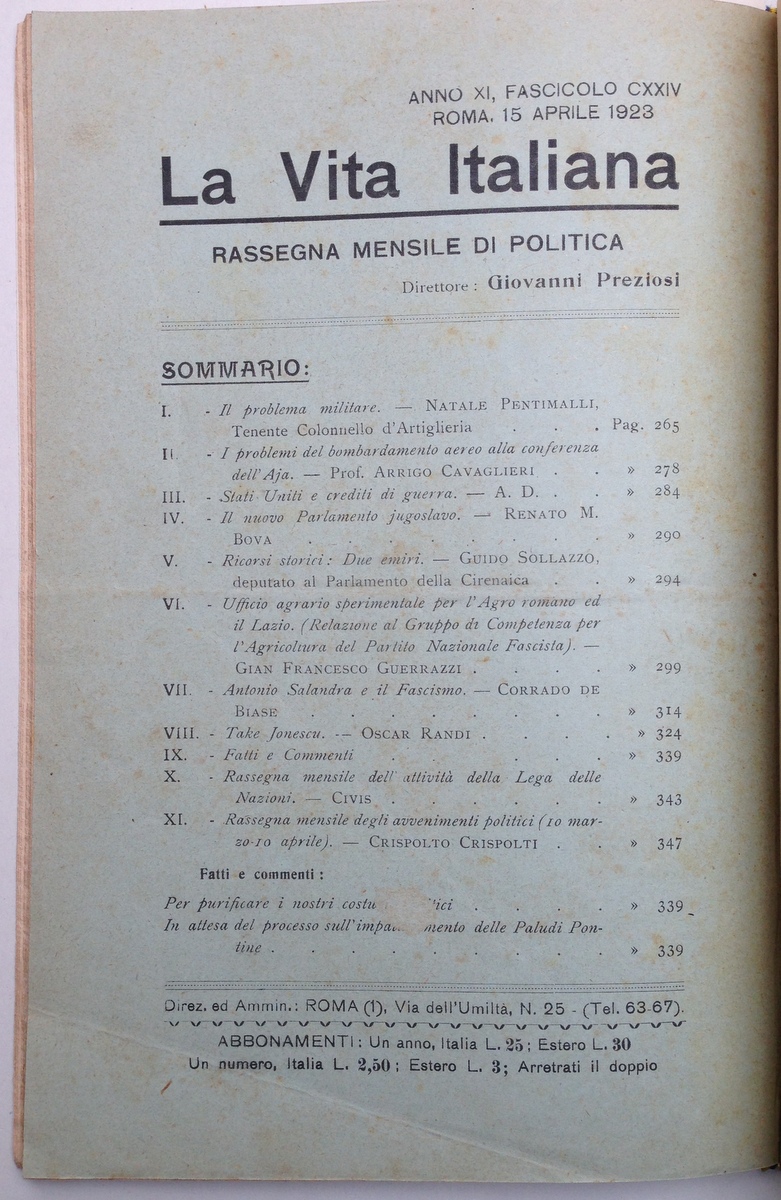 ANNO XI, FASCICOLO CXXIV
ROMA, 15 APRILE 1923
La Vita Italiana
RASSEGNA MENSILE DI POLITICA
Direttore: Giovanni Preziosi
SOMMARIO:
I. - Il problema militare. — NATALE PENTIMALLI,
Tenente Colonnello d'Artiglieria . . . Pag. 265
II. - I problemi del bombardamento aereo alla conferenza
dell'Aja. — Prof. ARRIGO CAVAGLIERI . . » 278
III. - Stati Uniti e crediti di guerra. — A. D. . . » 284
IV. - Il nuovo Parlamento jugoslavo. — RENATO M.
BOVA . . . . . . . . » 290
V. - Ricorsi storici: Due emiri. — GUIDO SOLLAZZO,
deputato al Parlamento della Cirenaica . . » 294
VI. - Ufficio agrario sperimentale per l'Agro romano ed
il Lazio. (Relazione al Gruppo di Competenza per
l'Agricoltura del Partito Nazionale Fascista). —
GIAN FRANCESCO GUERRAZZI . . . . » 299
VII. - Antonio Salandra e il Fascismo. — CORRADO DE
BIASE . . . . . . . » 314
VIII. - Take Jonescu. -- OSCAR RANDI . . . . » 324
IX. - Fatti e Commenti . . . . . » 339
X. - Rassegna mensile dell'attività della Lega delle
Nazioni. — CIVIS . . . . . . » 343
XI. - Rassegna mensile degli avvenimenti politici (10 mar-
zo-10 aprile). — CRISPOLTO CRISPOLTI . . » 347
Fatti e commenti:
Per purificare i nostri . . . . » 339
In attesa del processo delle Paludi Pon-
tine . . . . . . . . » 339
Direz. ed Ammin.: ROMA (1), Via dell'Umiltà, N. 25 - (Tel. 63-67).
ABBONAMENTI: Un anno, Italia L. 25; Estero L. 30
Un numero, Italia L. 2,50; Estero L. 3; Arretrati il doppio